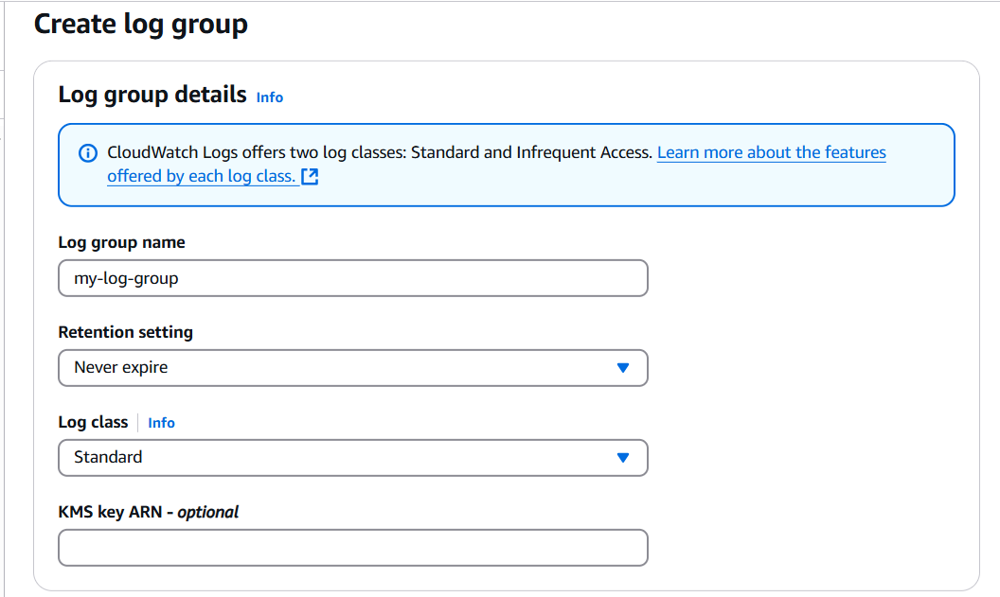 Create log group
Log group details Info
CloudWatch Logs offers two log classes: Standard and Infrequent Access. Learn more about the features
offered by each log class.
Log group name
my-log-group
Retention setting
Never expire
Log class Info
Standard
KMS key ARN - optional